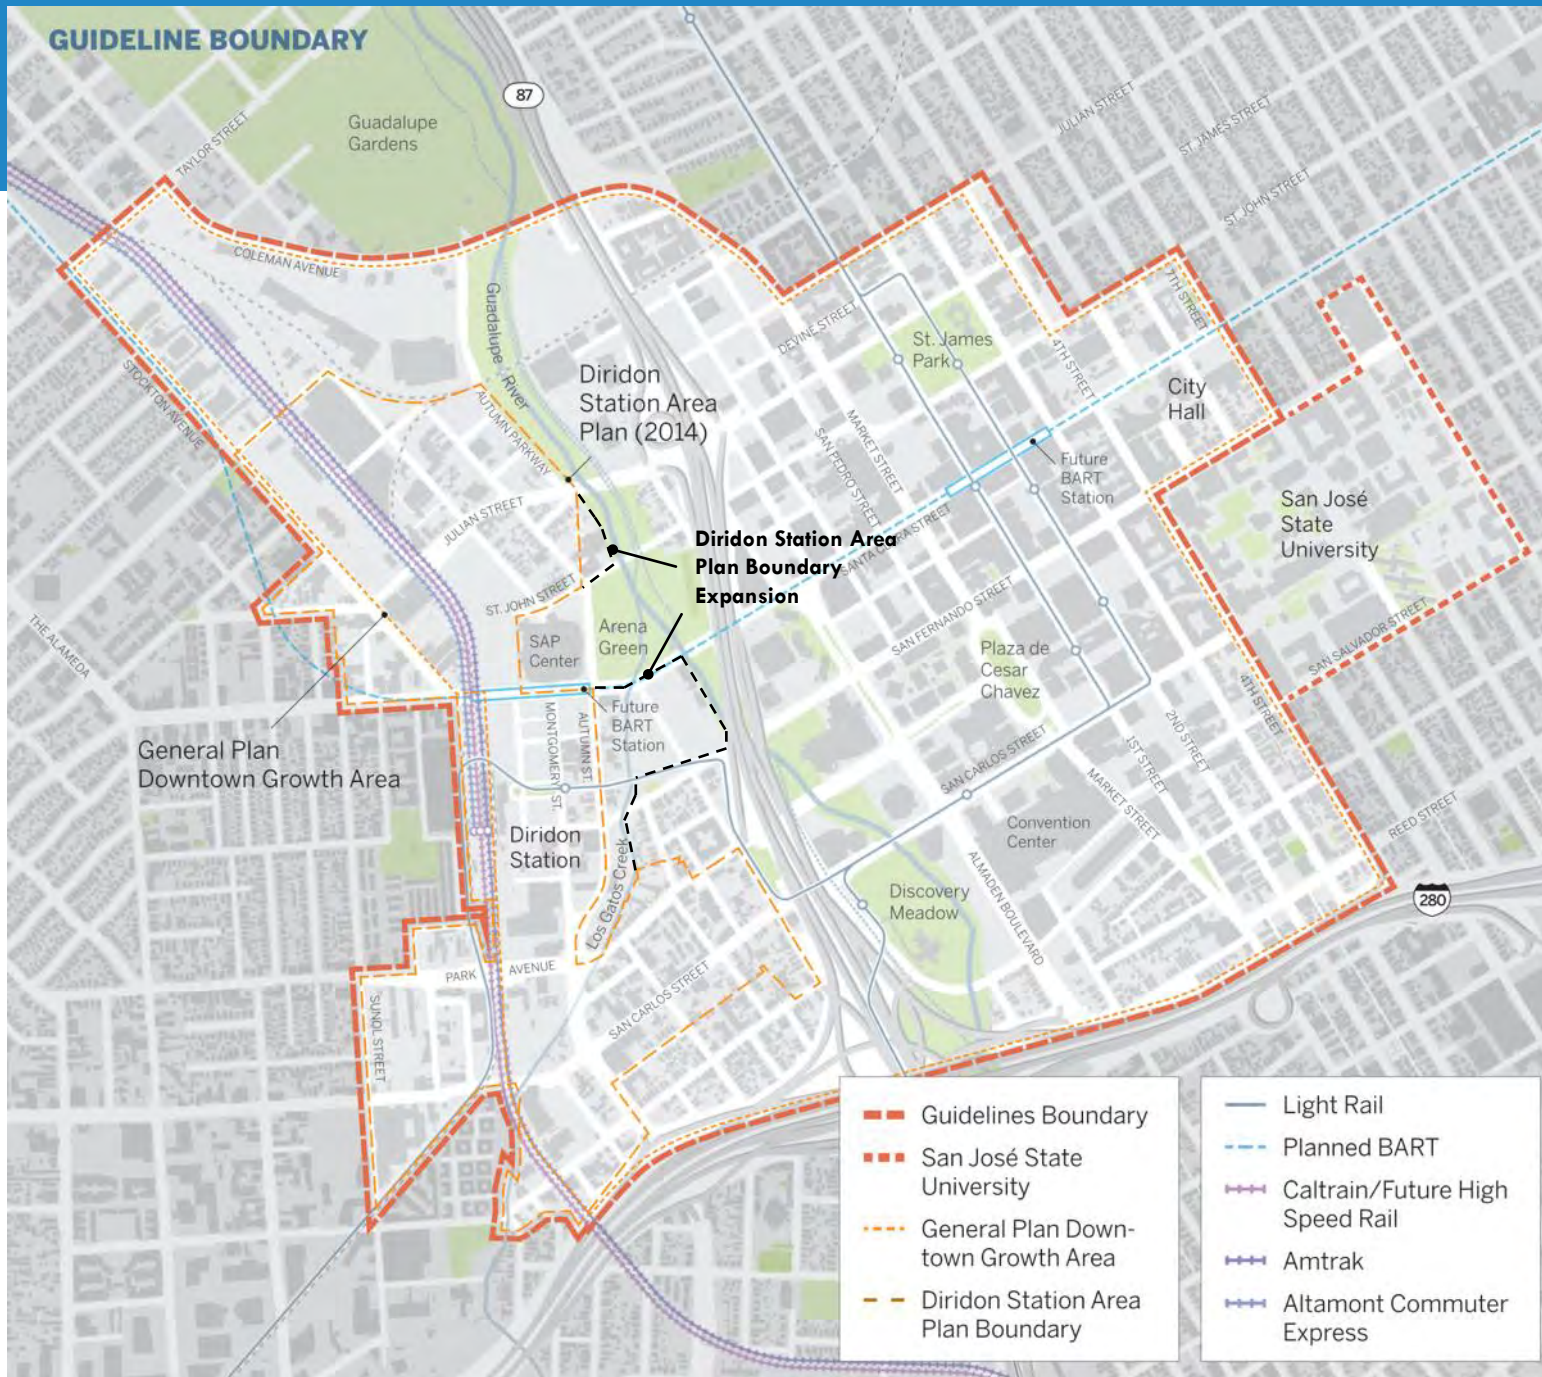 GUIDELINE BOUNDARY
87
Guadalupe
Gardens
TAYLOR STREET
JULIAN STREET
ST. JAMES STREET
ST. JOHN STREET
COLEMAN AVENUE
Guadalupe River
7TH STREET
DEVINE STREET
St. James
Park
4TH STREET
City
Hall
STOCKTON AVENUE
Diridon
Station Area
Plan (2014)
AUTUMN PARKWAY
MARKET STREET
SAN PEDRO STREET
Future
BART
Station
San José
State
University
JULIAN STREET
Diridon Station Area
Plan Boundary
Expansion
SANTA CLARA STREET
ST. JOHN STREET
SAN FERNANDO STREET
THE ALAMEDA
SAP
Center
Arena
Green
Plaza de
Cesar
Chavez
SAN SALVADOR STREET
4TH STREET
General Plan
Downtown Growth Area
MONTGOMERY ST.
AUTUMN ST.
Future
BART
Station
2ND STREET
1ST STREET
SAN CARLOS STREET
MARKET STREET
REED STREET
Diridon
Station
Los Gatos Creek
Convention
Center
ALMADEN BOULEVARD
Discovery
Meadow
280
PARK AVENUE
SAN CARLOS STREET
SUNOL STREET
Guidelines Boundary
San José State
University
General Plan Down-
town Growth Area
Diridon Station Area
Plan Boundary
Light Rail
Planned BART
Caltrain/Future High
Speed Rail
Amtrak
Altamont Commuter
Express